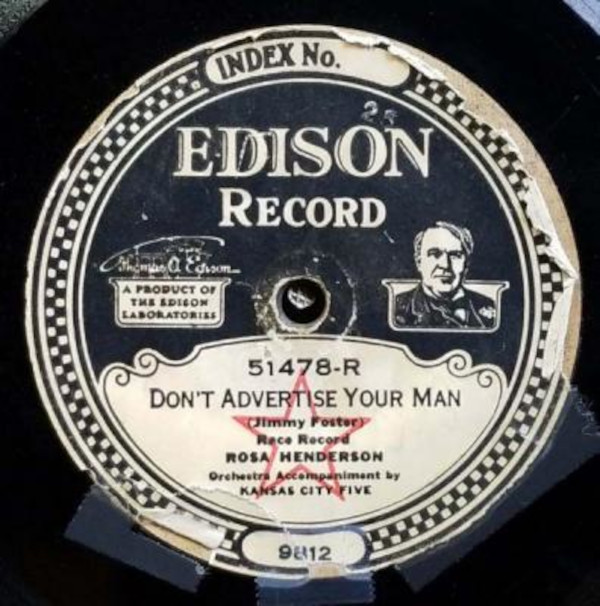 INDEX No.
EDISON
RECORD
Thomas A. Edison
A PRODUCT OF
THE EDISON
LABORATORIES
51478-R
DON'T ADVERTISE YOUR MAN
(Jimmy Foster)
Race Record
ROSA HENDERSON
Orchestra Accompaniment by
KANSAS CITY FIVE
9812